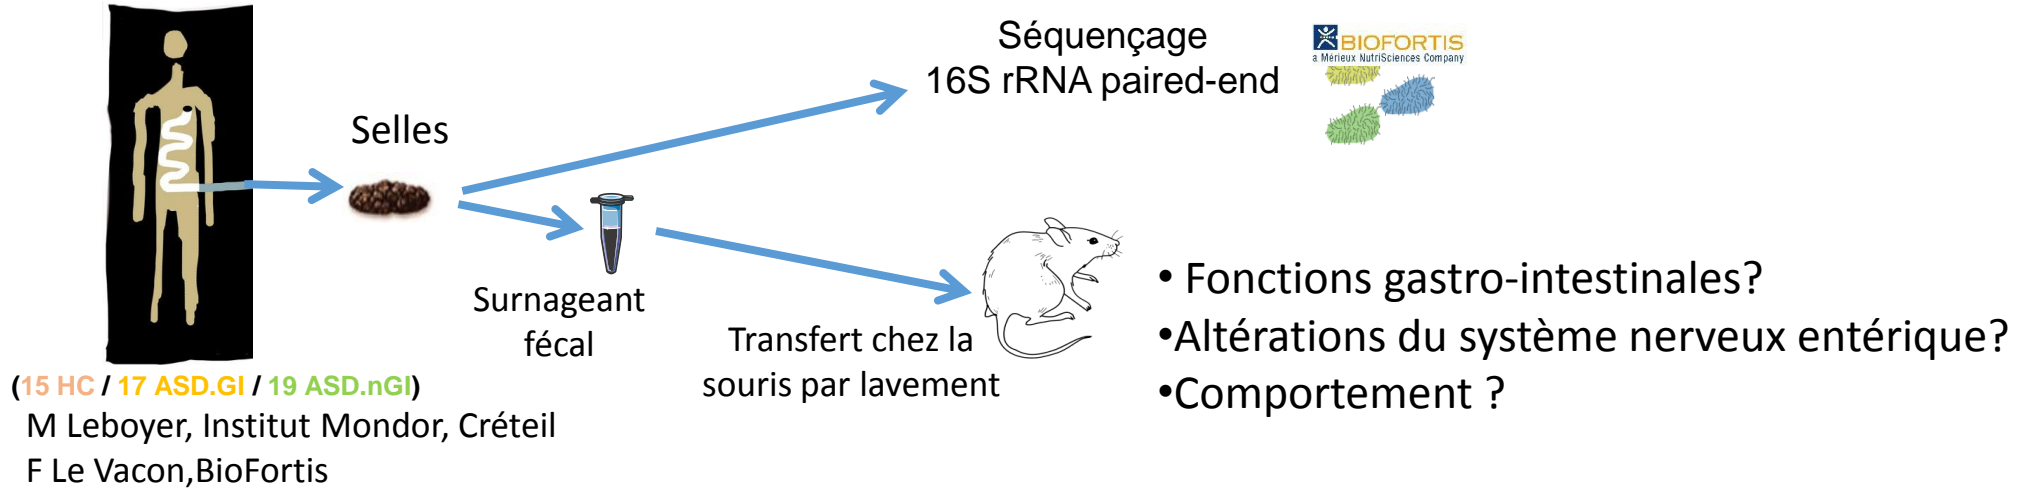 Séquençage
16S rRNA paired-end
BIOFORTIS
a Mérieux NutriSciences Company
Selles
Surnageant
fécal
Transfert chez la
souris par lavement
• Fonctions gastro-intestinales?
•Altérations du système nerveux entérique?
•Comportement ?
(15 HC / 17 ASD.GI / 19 ASD.nGI)
M Leboyer, Institut Mondor, Créteil
F Le Vacon,BioFortis